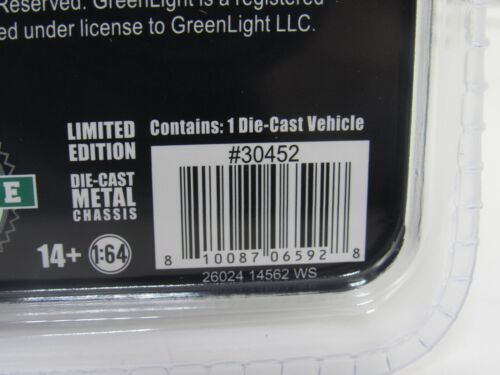 Reserved. GreenLight is a registered
under license to GreenLight LLC.
LIMITED
EDITION
Contains: 1 Die-Cast Vehicle
#30452
DIE-CAST
METAL
CHASSIS
14+ 1:64
8 10087 06592 8
26024 14562 WS